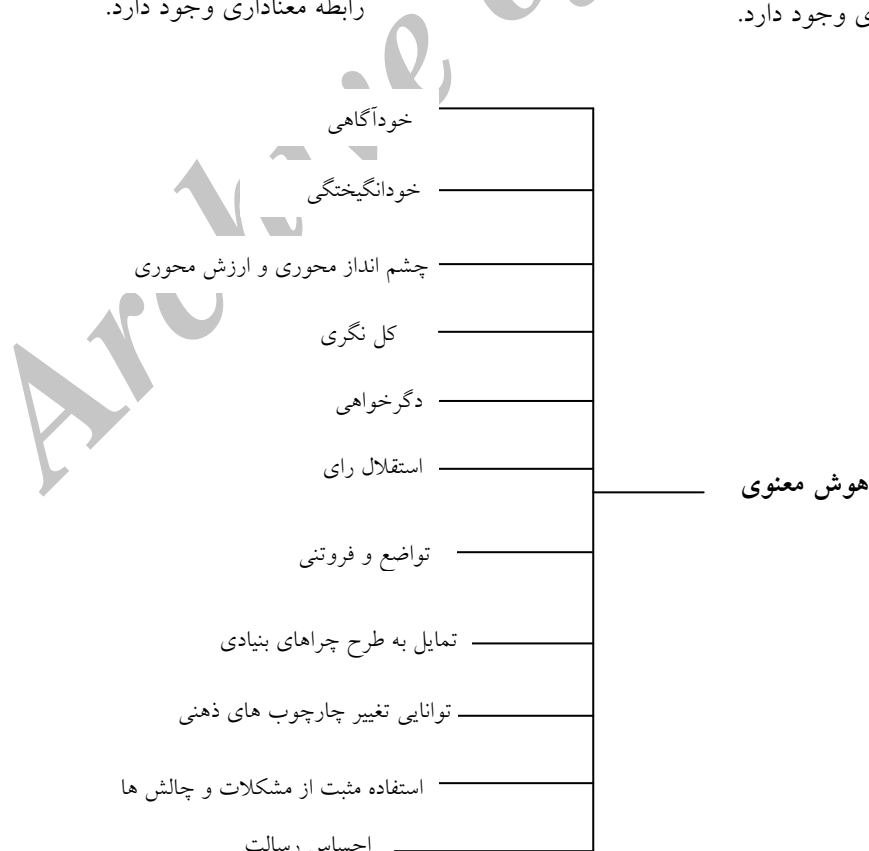 ی وجود دارد.
رابطه معناداری وجود دارد.
خودآگاهی
خودانگیختگی
چشم انداز محوری و ارزش محوری
کل نگری
دگرخواهی
استقلال رای
هوش معنوی
تواضع و فروتنی
تمایل به طرح چراهای بنیادی
توانایی تغییر چارچوب های ذهنی
استفاده مثبت از مشکلات و چالش ها
احساس رسالت